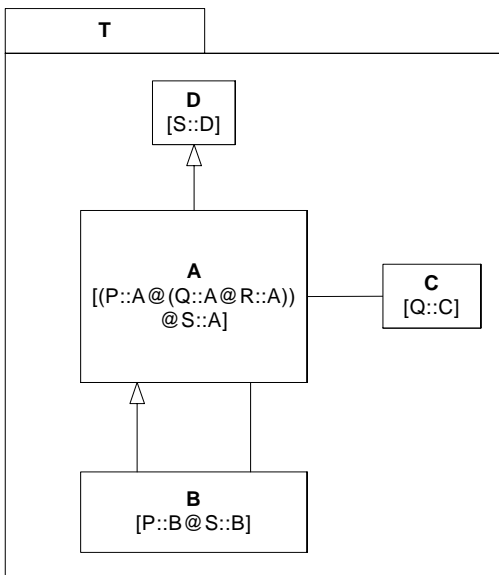 T
D
[S::D]
A
[(P::A@(Q::A@R::A))
@S::A]
C
[Q::C]
B
[P::B@S::B]